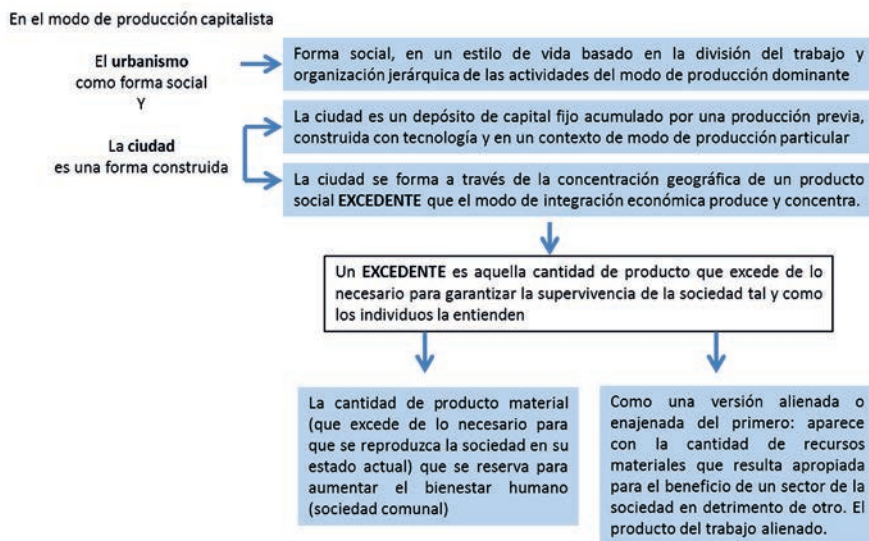 En el modo de producción capitalista
El urbanismo
como forma social
Y
La ciudad
es una forma construida
Forma social, en un estilo de vida basado en la división del trabajo y
organización jerárquica de las actividades del modo de producción dominante
La ciudad es un depósito de capital fijo acumulado por una producción previa,
construida con tecnología y en un contexto de modo de producción particular
La ciudad se forma a través de la concentración geográfica de un producto
social EXCEDENTE que el modo de integración económica produce y concentra.
Un EXCEDENTE es aquella cantidad de producto que excede de lo
necesario para garantizar la supervivencia de la sociedad tal y como
los individuos la entienden
La cantidad de producto material
(que excede de lo necesario para
que se reproduzca la sociedad en su
estado actual) que se reserva para
aumentar el bienestar humano
(sociedad comunal)
Como una versión alienada o
enajenada del primero: aparece
con la cantidad de recursos
materiales que resulta apropiada
para el beneficio de un sector de la
sociedad en detrimento de otro. El
producto del trabajo alienado.